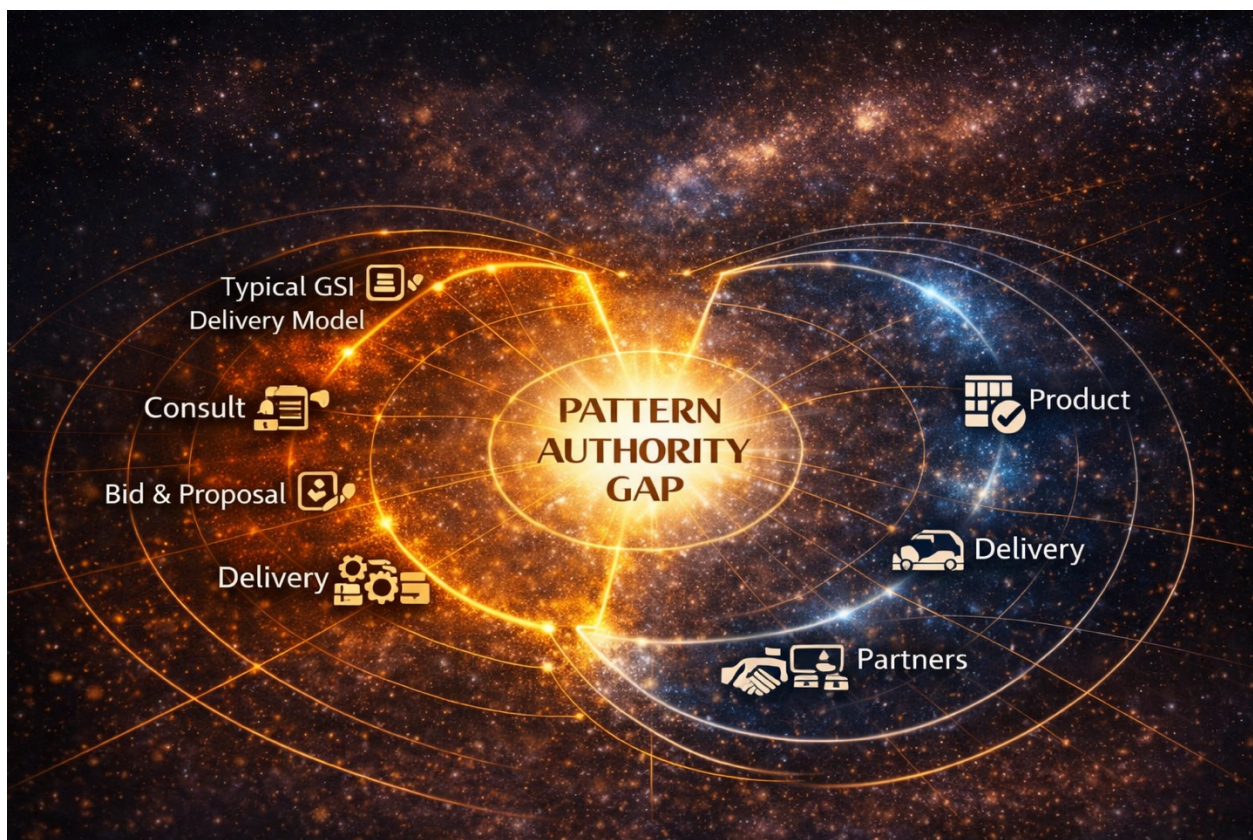 Typical GSI
Delivery Model
Consult
Bid & Proposal
Delivery
PATTERN
AUTHORITY
GAP
Product
Delivery
Partners